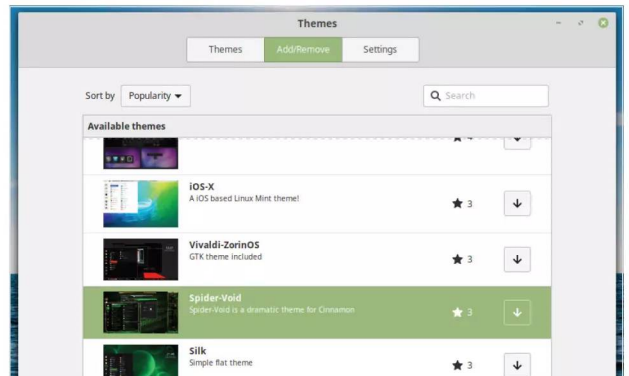 Themes
Themes Add/Remove Settings
Sort by Popularity Search
Available themes
iOS-X
A iOS based Linux Mint theme!
3
Vivaldi-ZorinOS
GTK theme included
3
Spider-Void
Spider-Void is a dramatic theme for Cinnamon
3
Silk
Simple flat theme
3